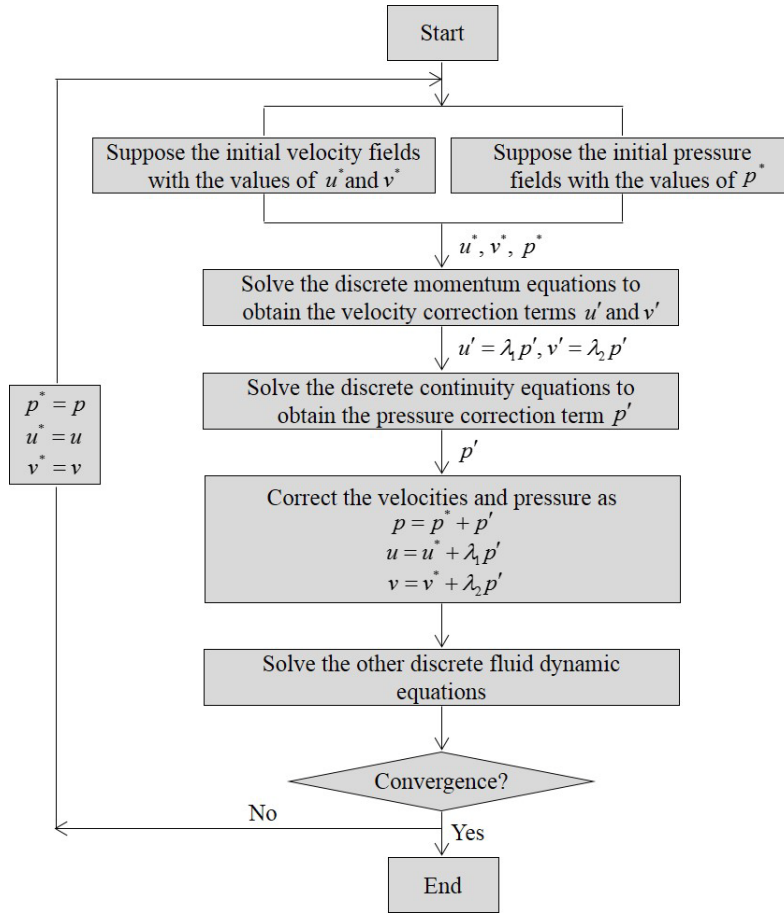 Start
Suppose the initial velocity fields
with the values of u* and v*
Suppose the initial pressure
fields with the values of p*
u*, v*, p*
Solve the discrete momentum equations to
obtain the velocity correction terms u′ and v′
u′ = λ₁p′, v′ = λ₂p′
Solve the discrete continuity equations to
obtain the pressure correction term p′
p′
p* = p
u* = u
v* = v
Correct the velocities and pressure as
p = p* + p′
u = u* + λ₁p′
v = v* + λ₂p′
Solve the other discrete fluid dynamic
equations
Convergence?
No
Yes
End